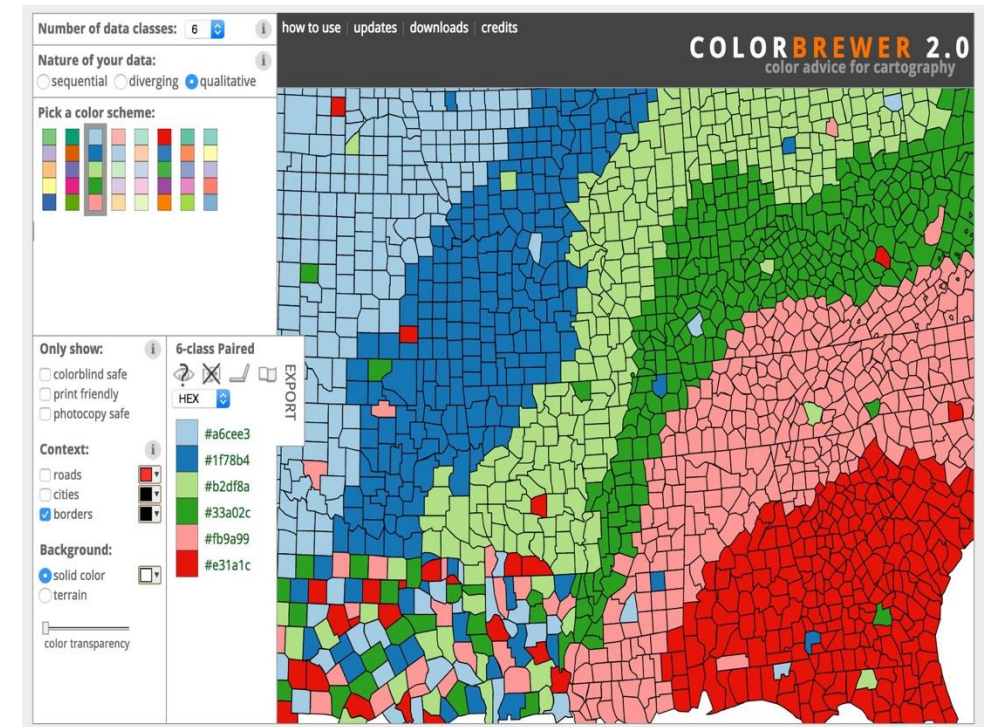 Number of data classes: 6 i
how to use | updates | downloads | credits
COLORBREWER 2.0
color advice for cartography
Nature of your data: i
sequential diverging qualitative
Pick a color scheme:
Only show: i
colorblind safe
print friendly
photocopy safe
Context: i
roads
cities
borders
Background:
solid color
terrain
color transparency
6-class Paired
?
HEX
EXPORT
#a6cee3
#1f78b4
#b2df8a
#33a02c
#fb9a99
#e31a1c